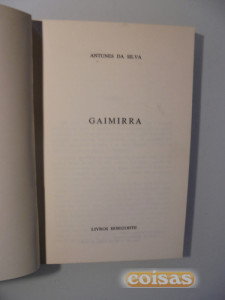 ANTUNES DA SILVA
GAIMIRRA
LIVROS HORIZONTE
coisas